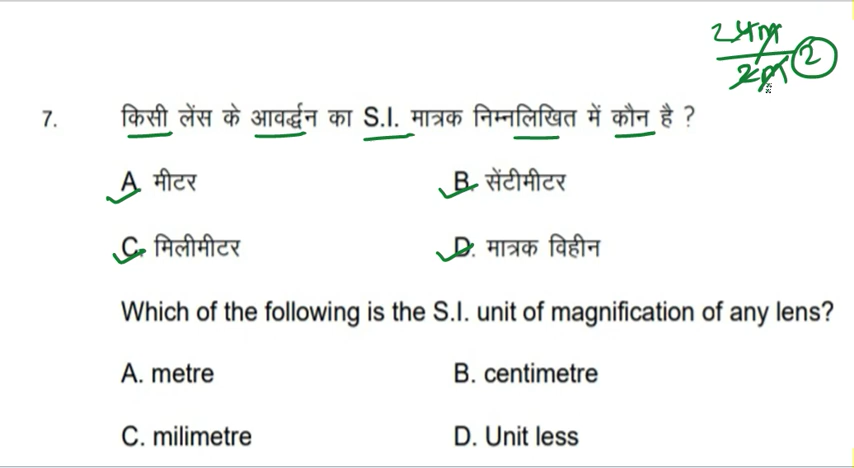 7. किसी लेंस के आवर्द्धन का S.I. मात्रक निम्नलिखित में कौन है ?
A. मीटर B. सेंटीमीटर
C. मिलीमीटर D. मात्रक विहीन
Which of the following is the S.I. unit of magnification of any lens?
A. metre B. centimetre
C. milimetre D. Unit less